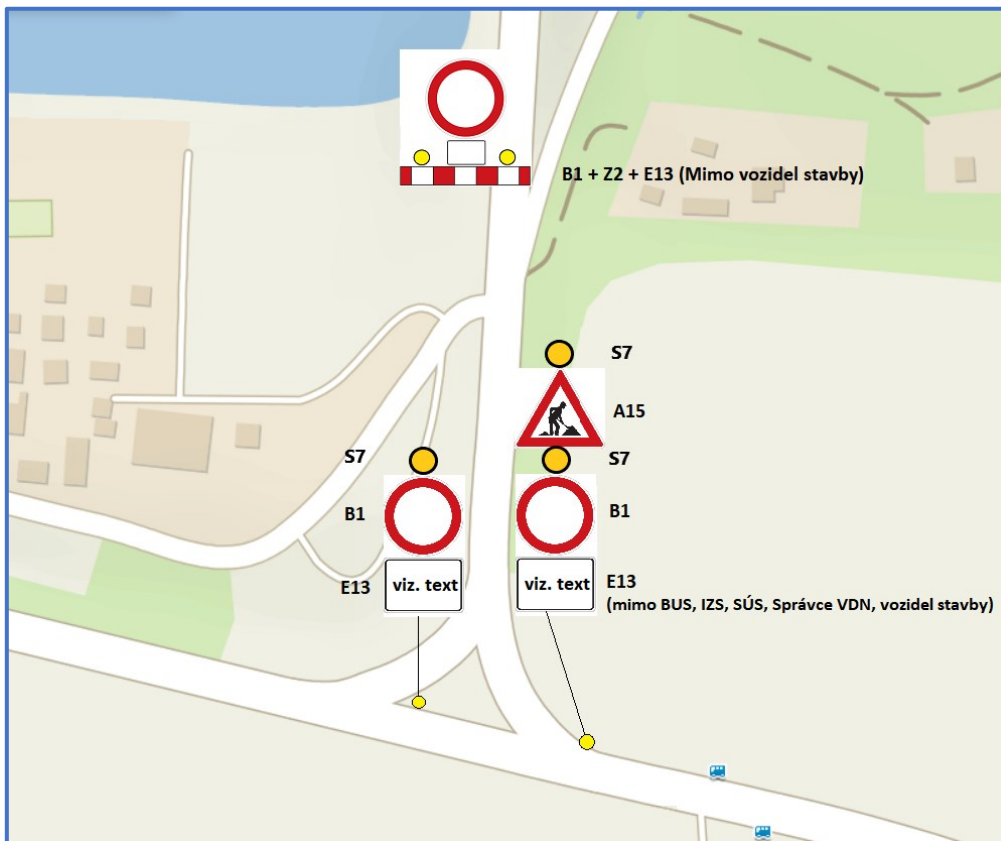 B1 + Z2 + E13 (Mimo vozidel stavby)
S7
A15
S7
S7
B1
B1
E13
viz. text
viz. text
E13
(mimo BUS, IZS, SÚS, Správce VDN, vozidel stavby)